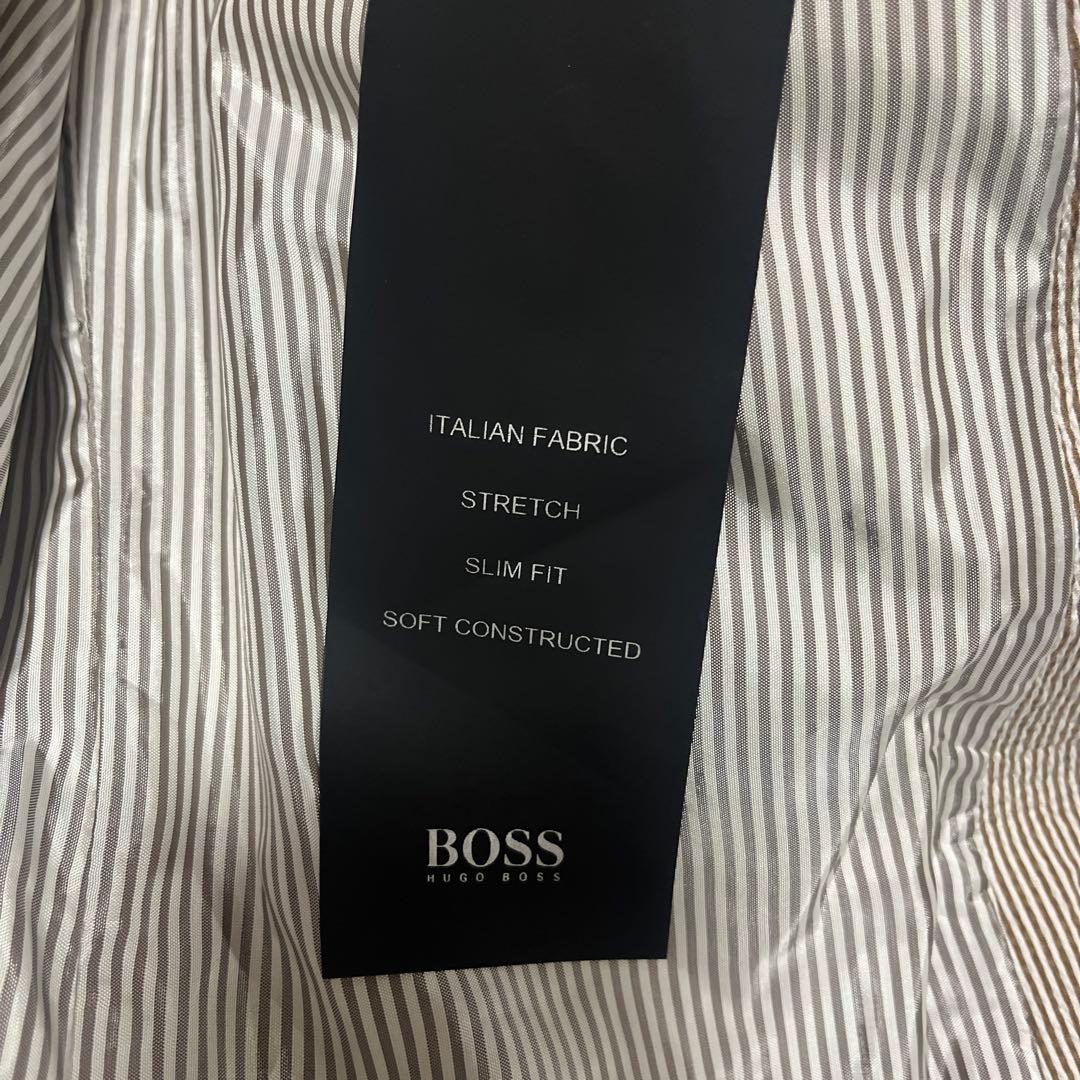 ITALIAN FABRIC
STRETCH
SLIM FIT
SOFT CONSTRUCTED
BOSS
HUGO BOSS